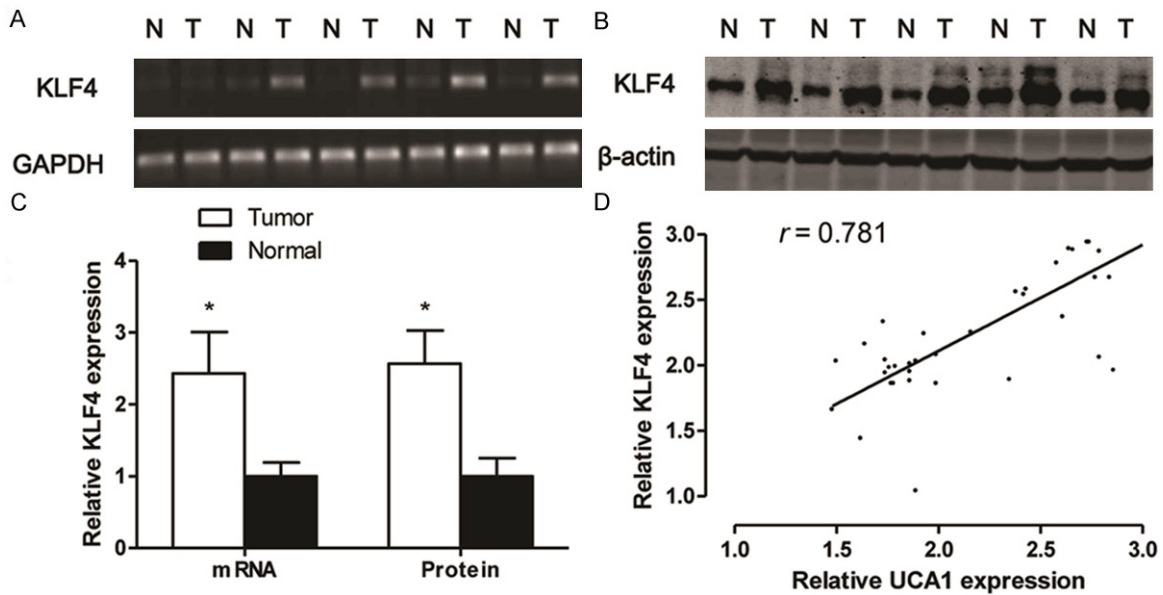 A
N T N T N T N T N T
KLF4
GAPDH
B
N T N T N T N T N T
KLF4
β-actin
C
Tumor
Normal
Relative KLF4 expression
4
3
2
1
0
*
*
mRNA
Protein
D
r = 0.781
Relative KLF4 expression
3.0
2.5
2.0
1.5
1.0
1.0 1.5 2.0 2.5 3.0
Relative UCA1 expression